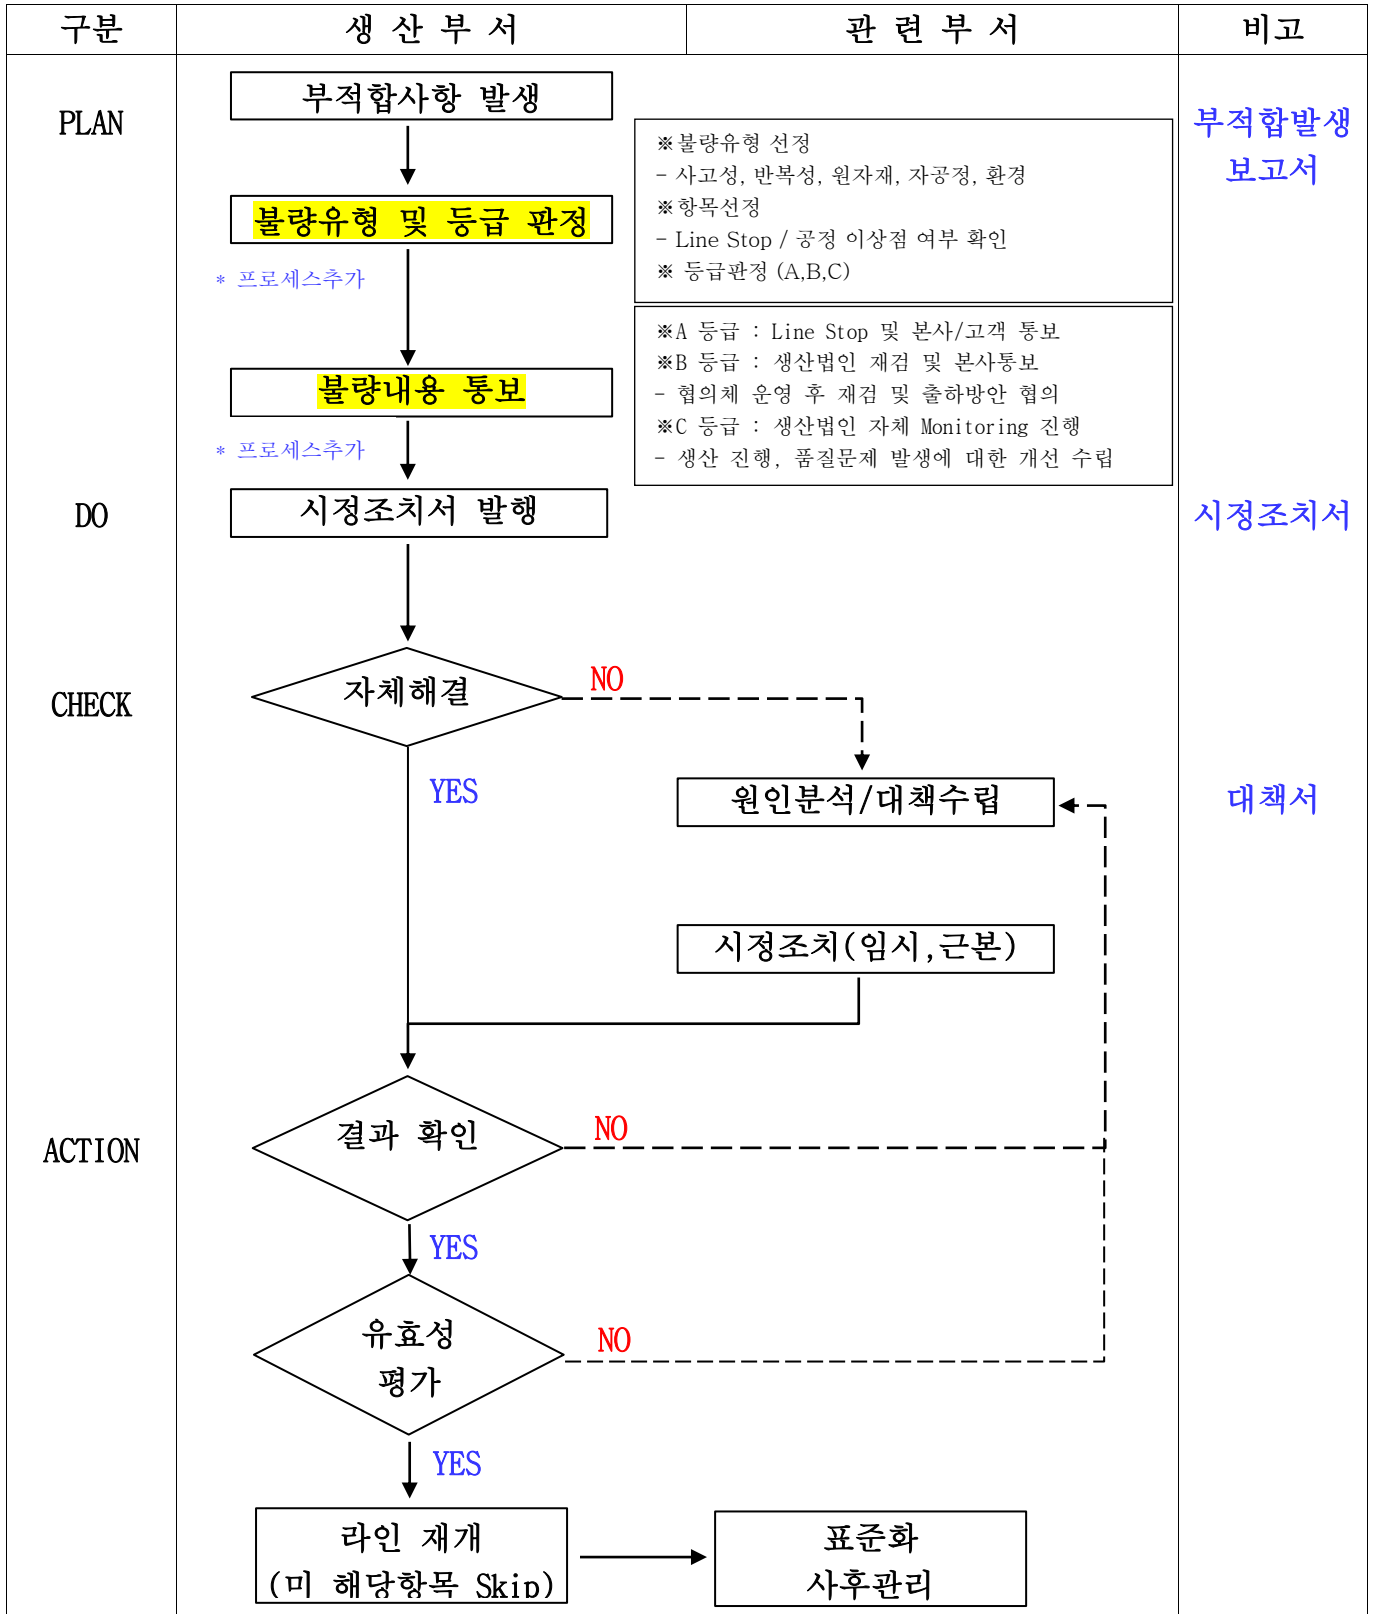 구분 생 산 부 서 관 련 부 서 비고
PLAN
부적합사항 발생
부적합발생
보고서
※불량유형 선정
- 사고성, 반복성, 원자재, 자공정, 환경
※항목선정
- Line Stop / 공정 이상점 여부 확인
※ 등급판정 (A,B,C)
불량유형 및 등급 판정
* 프로세스추가
※A 등급 : Line Stop 및 본사/고객 통보
※B 등급 : 생산법인 재검 및 본사통보
- 협의체 운영 후 재검 및 출하방안 협의
※C 등급 : 생산법인 자체 Monitoring 진행
- 생산 진행, 품질문제 발생에 대한 개선 수립
불량내용 통보
* 프로세스추가
DO
시정조치서 발행
시정조치서
CHECK
자체해결
NO
YES
원인분석/대책수립
대책서
시정조치(임시,근본)
ACTION
결과 확인
NO
YES
유효성
평가
NO
YES
라인 재개
(미 해당항목 Skip)
표준화
사후관리